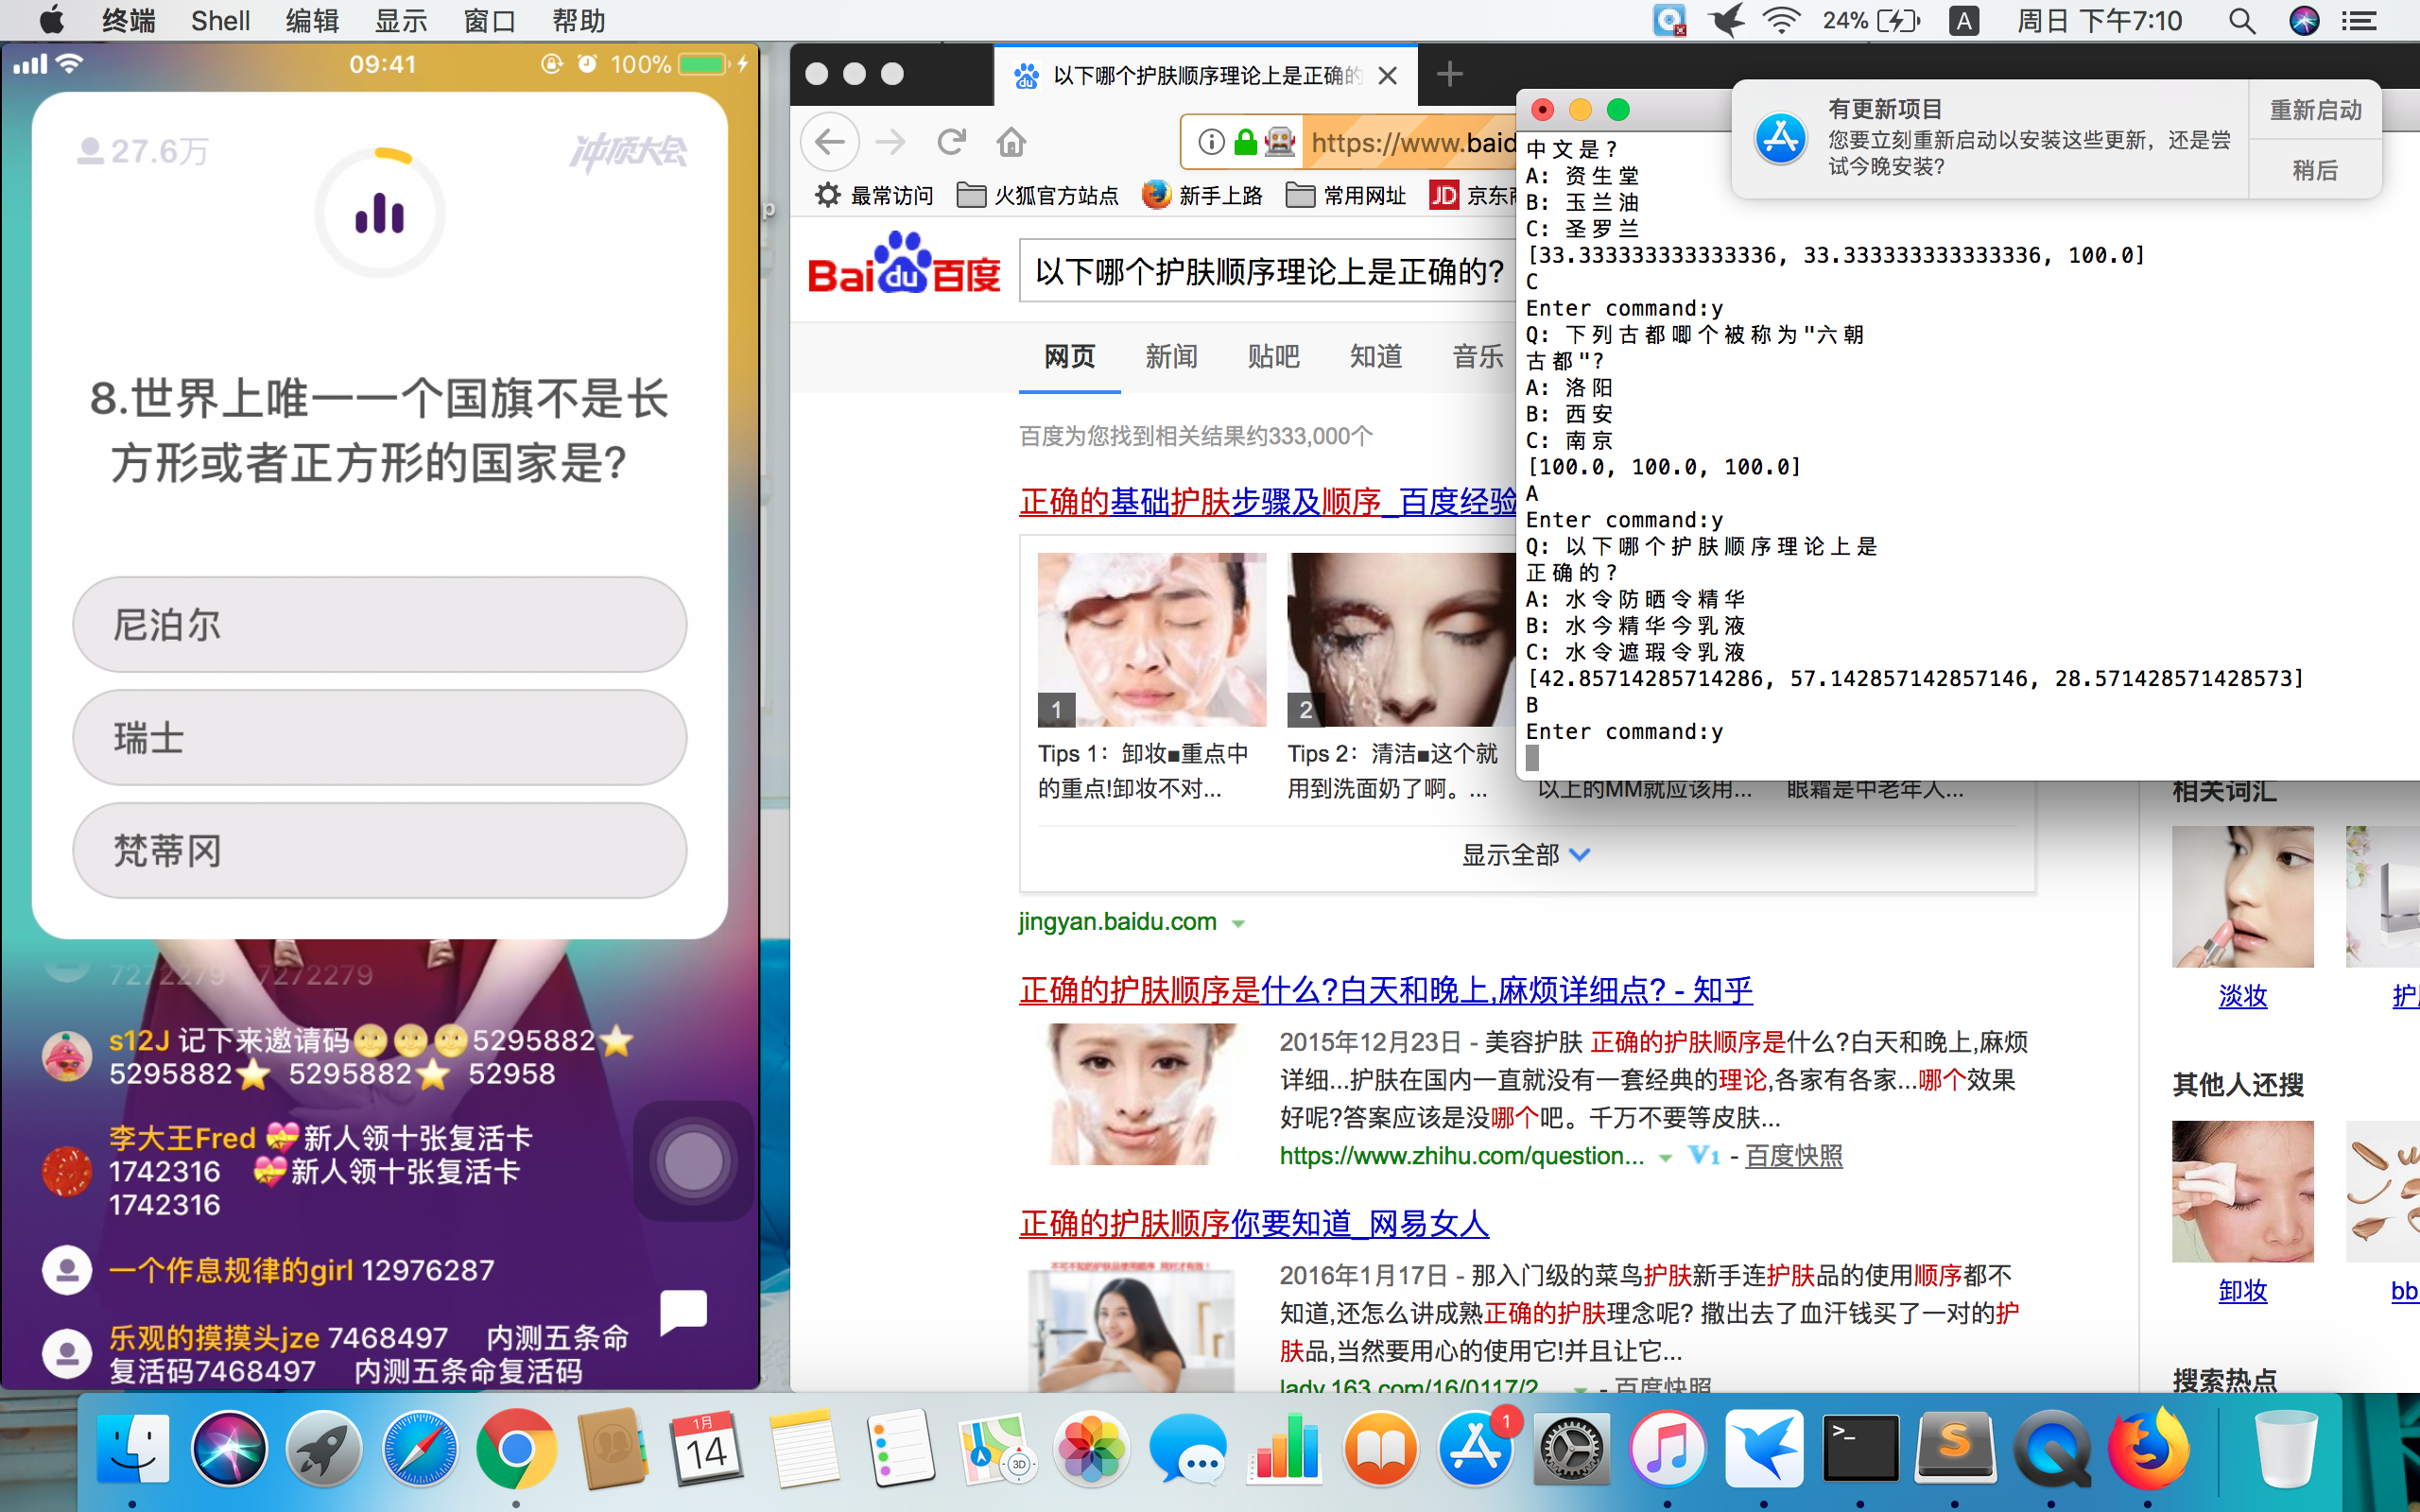 终端 Shell 编辑 显示 窗口 帮助
24% A 周日 下午7:10
09:41 100%
27.6万 冲顶大会
8.世界上唯一一个国旗不是长
方形或者正方形的国家是?
尼泊尔
瑞士
梵蒂冈
7272279 7272279
s12J 记下来邀请码🌝🌝🌝5295882⭐
5295882⭐ 5295882⭐ 52958
李大王Fred 💝新人领十张复活卡
1742316 💝新人领十张复活卡
1742316
一个作息规律的girl 12976287
乐观的摸摸头jze 7468497 内测五条命
复活码7468497 内测五条命复活码
p
以下哪个护肤顺序理论上是正确的
https://www.baid
最常访问 火狐官方站点 新手上路 常用网址 JD 京东商
Bai du 百度
以下哪个护肤顺序理论上是正确的?
网页 新闻 贴吧 知道 音乐
百度为您找到相关结果约333,000个
正确的基础护肤步骤及顺序_百度经验
1
2
Tips 1：卸妆■重点中
的重点!卸妆不对...
Tips 2：清洁■这个就
用到洗面奶了啊。...
以上的MM就应该用...
眼霜是中老年人...
显示全部
jingyan.baidu.com
正确的护肤顺序是什么?白天和晚上,麻烦详细点? - 知乎
2015年12月23日 - 美容护肤 正确的护肤顺序是什么?白天和晚上,麻烦
详细...护肤在国内一直就没有一套经典的理论,各家有各家...哪个效果
好呢?答案应该是没哪个吧。千万不要等皮肤...
https://www.zhihu.com/question... V1 - 百度快照
正确的护肤顺序你要知道_网易女人
不可不知的护肤品使用顺序 用对才有效！
2016年1月17日 - 那入门级的菜鸟护肤新手连护肤品的使用顺序都不
知道,还怎么讲成熟正确的护肤理念呢? 撒出去了血汗钱买了一对的护
肤品,当然要用心的使用它!并且让它...
lady.163.com/16/0117/2... - 百度快照
相关词汇
淡妆 护
其他人还搜
卸妆 bb
搜索热点
有更新项目
您要立刻重新启动以安装这些更新，还是尝
试今晚安装?
重新启动
稍后
中文是?
A: 资生堂
B: 玉兰油
C: 圣罗兰
[33.333333333333336, 33.333333333333336, 100.0]
C
Enter command:y
Q: 下列古都唧个被称为"六朝
古都"?
A: 洛阳
B: 西安
C: 南京
[100.0, 100.0, 100.0]
A
Enter command:y
Q: 以下哪个护肤顺序理论上是
正确的?
A: 水令防晒令精华
B: 水今精华今乳液
C: 水令遮瑕令乳液
[42.85714285714286, 57.142857142857146, 28.571428571428573]
B
Enter command:y
1月
14
3D
1
>_
S